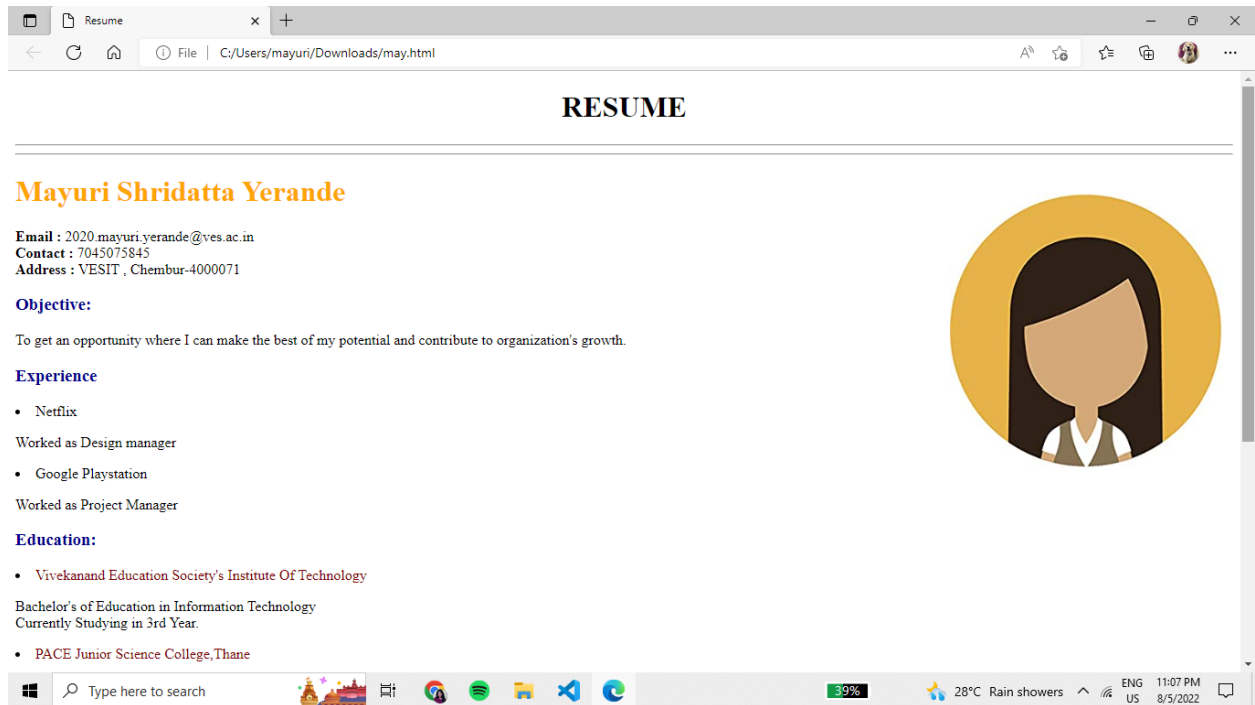 Resume
File
C:/Users/mayuri/Downloads/may.html
RESUME
Mayuri Shridatta Yerande
Email : 2020.mayuri.yerande@ves.ac.in
Contact : 7045075845
Address : VESIT , Chembur-4000071
Objective:
To get an opportunity where I can make the best of my potential and contribute to organization's growth.
Experience
Netflix
Worked as Design manager
Google Playstation
Worked as Project Manager
Education:
Vivekanand Education Society's Institute Of Technology
Bachelor's of Education in Information Technology
Currently Studying in 3rd Year.
PACE Junior Science College,Thane
Type here to search
39%
28°C Rain showers
ENG
US
11:07 PM
8/5/2022